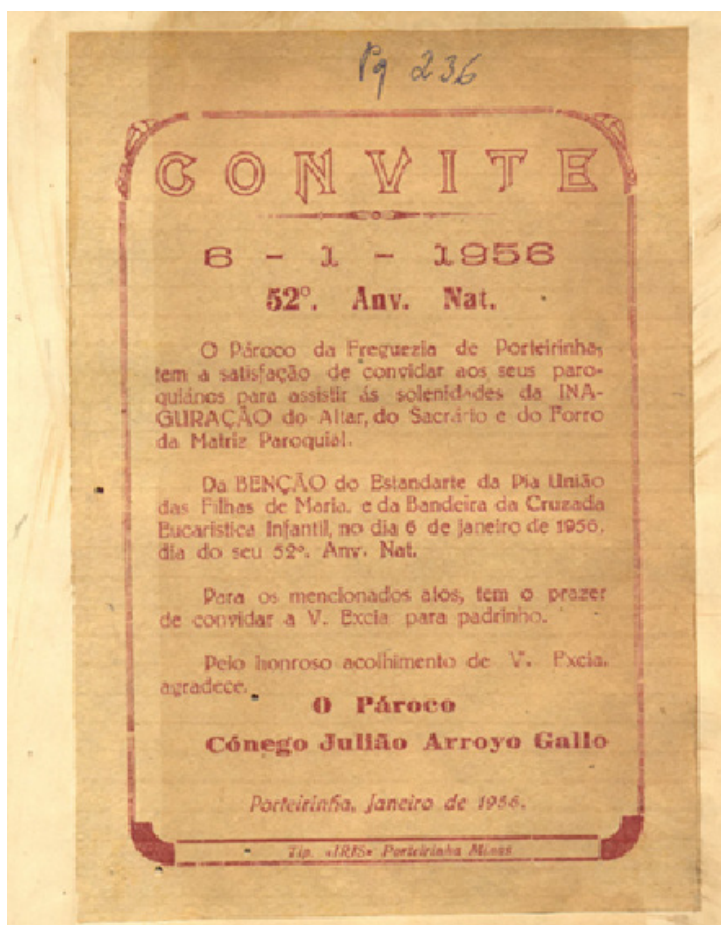 Pg 236
CONVITE
6 - 1 - 1956
52º. Anv. Nat.
O Pároco da Freguezia de Porteirinha,
tem a satisfação de convidar aos seus paro-
quiános para assistir ás solenidades da INA-
GURAÇÃO do Altar, do Sacrário e do Forro
da Matriz Paroquial.
Da BENÇÃO do Estandarte da Pia União
das Filhas de Maria, e da Bandeira da Cruzada
Eucaristica Infantil, no dia 6 de janeiro de 1956,
dia do seu 52º. Anv. Nat.
Para os mencionados atos, tem o prazer
de convidar a V. Excia para padrinho.
Pelo honroso acolhimento de V. Excia.
agradece.
O Pároco
Cónego Julião Arroyo Gallo
Porteirinha, Janeiro de 1956.
Tip. «IRIS» Porteirinha Minas